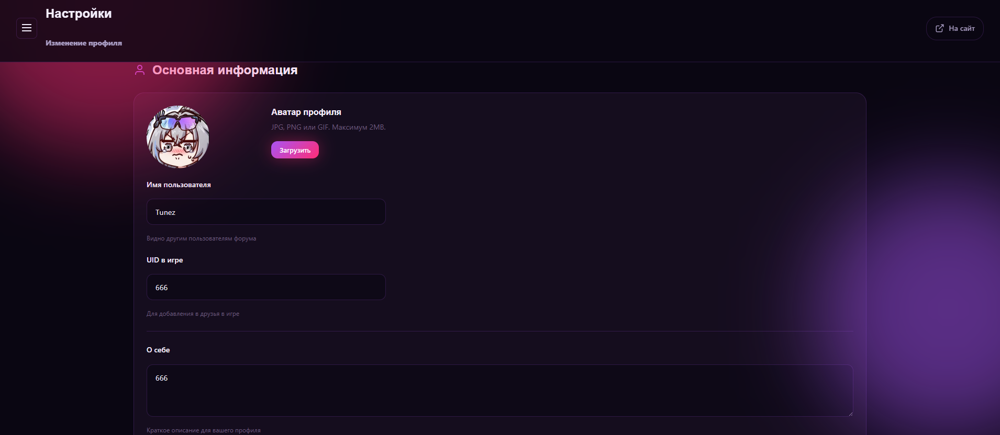 Настройки
Изменение профиля
На сайт
Основная информация
Аватар профиля
JPG, PNG или GIF. Максимум 2MB.
Загрузить
Имя пользователя
Tunez
Видно другим пользователям форума
UID в игре
666
Для добавления в друзья в игре
О себе
666
Краткое описание для вашего профиля